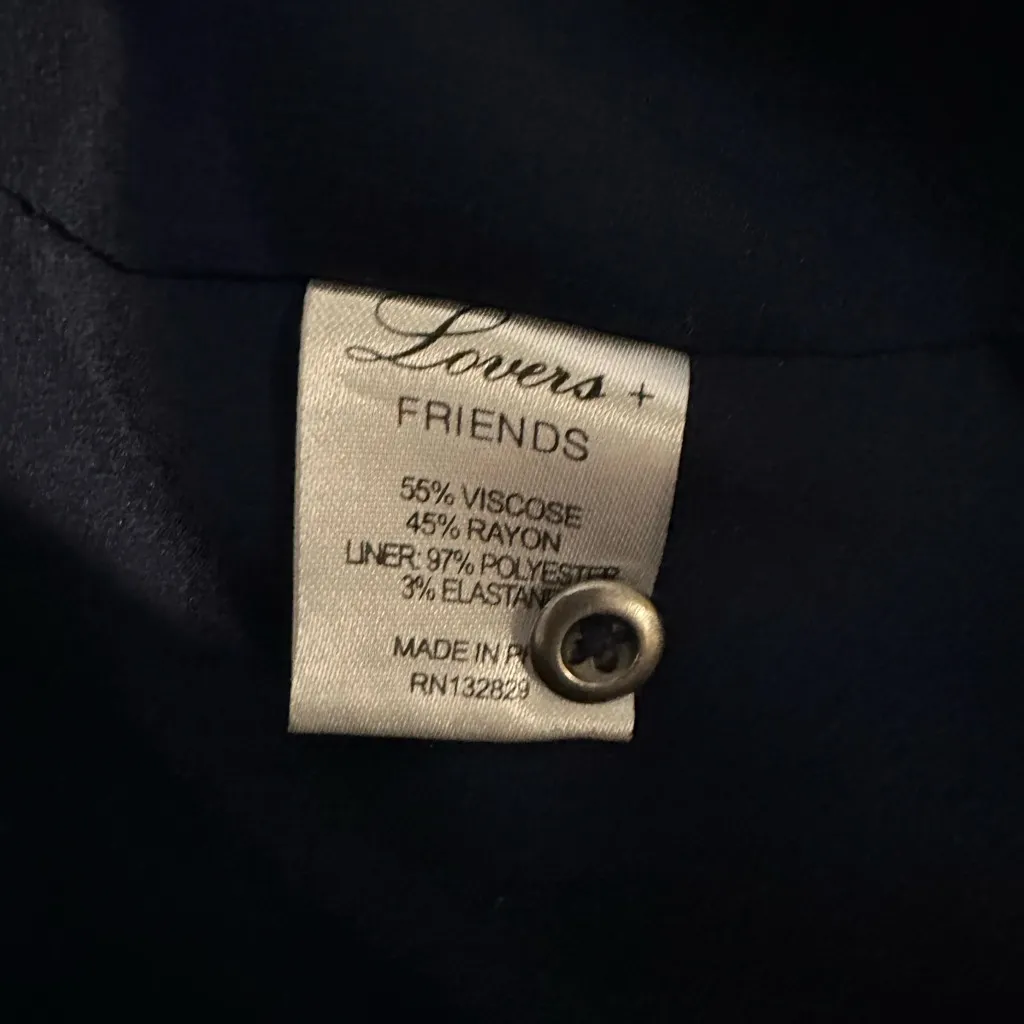 Lovers +
FRIENDS
55% VISCOSE
45% RAYON
LINER: 97% POLYESTER
3% ELASTANE
MADE IN
RN132829